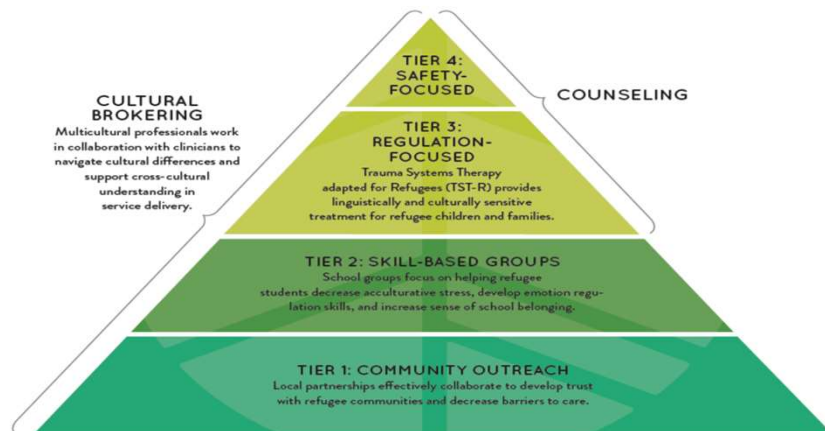 TIER 4:
SAFETY-
FOCUSED
COUNSELING
CULTURAL
BROKERING
Multicultural professionals work
in collaboration with clinicians to
navigate cultural differences and
support cross-cultural
understanding in
service delivery.
TIER 3:
REGULATION-
FOCUSED
Trauma Systems Therapy
adapted for Refugees (TST-R) provides
linguistically and culturally sensitive
treatment for refugee children and families.
TIER 2: SKILL-BASED GROUPS
School groups focus on helping refugee
students decrease acculturative stress, develop emotion regu-
lation skills, and increase sense of school belonging.
TIER 1: COMMUNITY OUTREACH
Local partnerships effectively collaborate to develop trust
with refugee communities and decrease barriers to care.